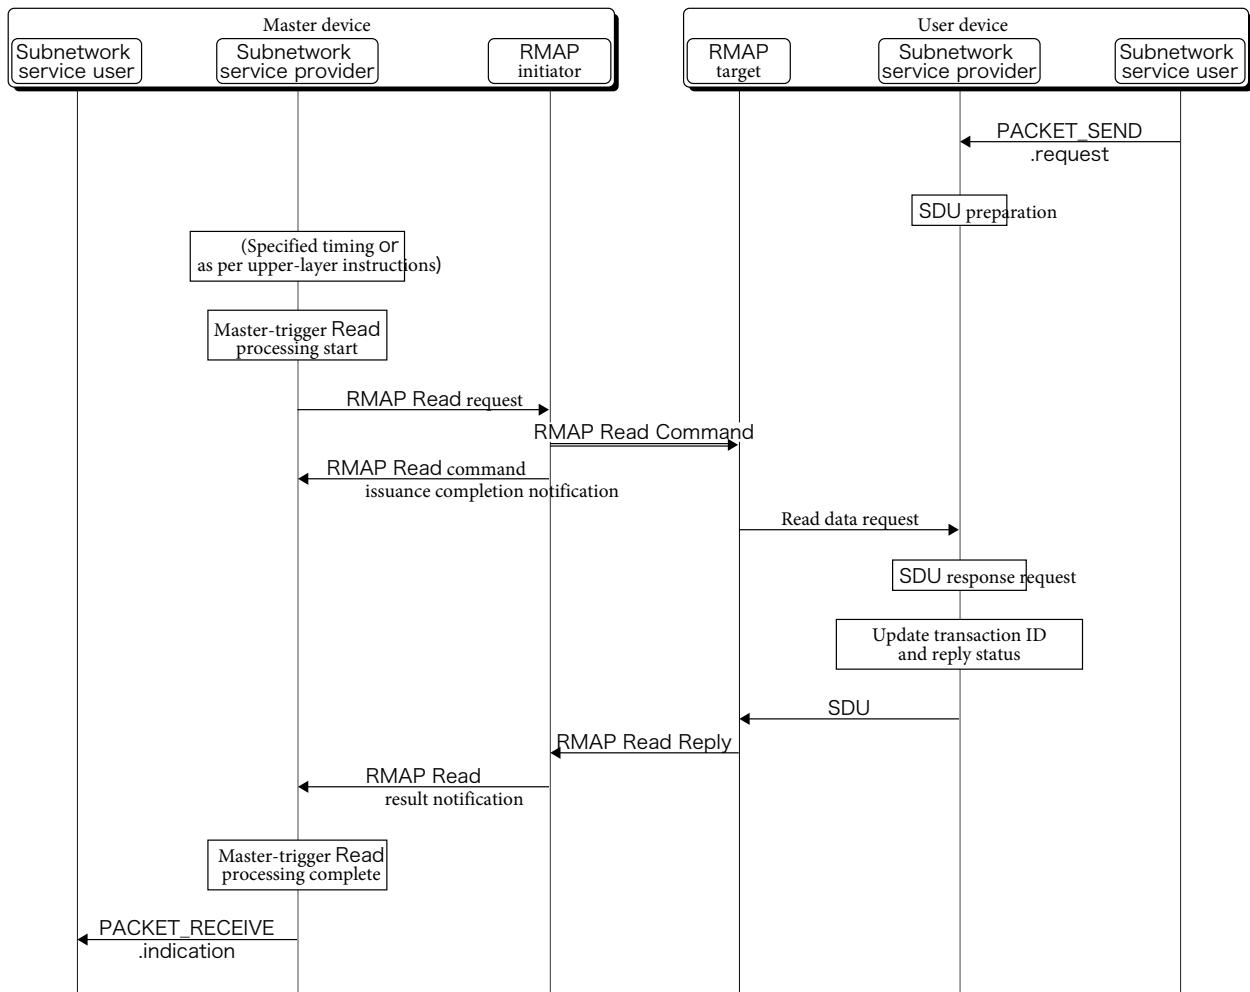 Master device
User device
Subnetwork
service user
Subnetwork
service provider
RMAP
initiator
RMAP
target
Subnetwork
service provider
Subnetwork
service user
PACKET_SEND
.request
SDU preparation
(Specified timing or
as per upper-layer instructions)
Master-trigger Read
processing start
RMAP Read request
RMAP Read Command
RMAP Read command
issuance completion notification
Read data request
SDU response request
Update transaction ID
and reply status
SDU
RMAP Read Reply
RMAP Read
result notification
Master-trigger Read
processing complete
PACKET_RECEIVE
.indication